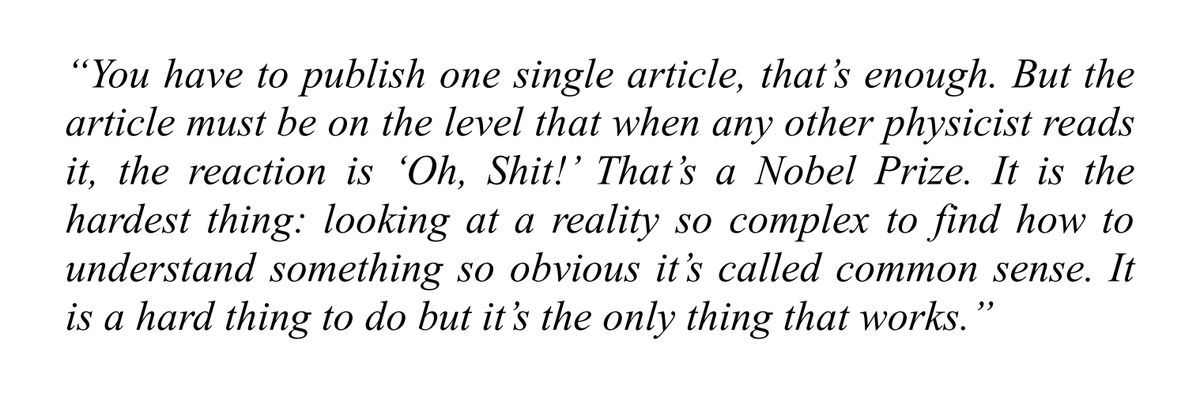 “You have to publish one single article, that’s enough. But the
article must be on the level that when any other physicist reads
it, the reaction is ‘Oh, Shit!’ That’s a Nobel Prize. It is the
hardest thing: looking at a reality so complex to find how to
understand something so obvious it’s called common sense. It
is a hard thing to do but it’s the only thing that works.”